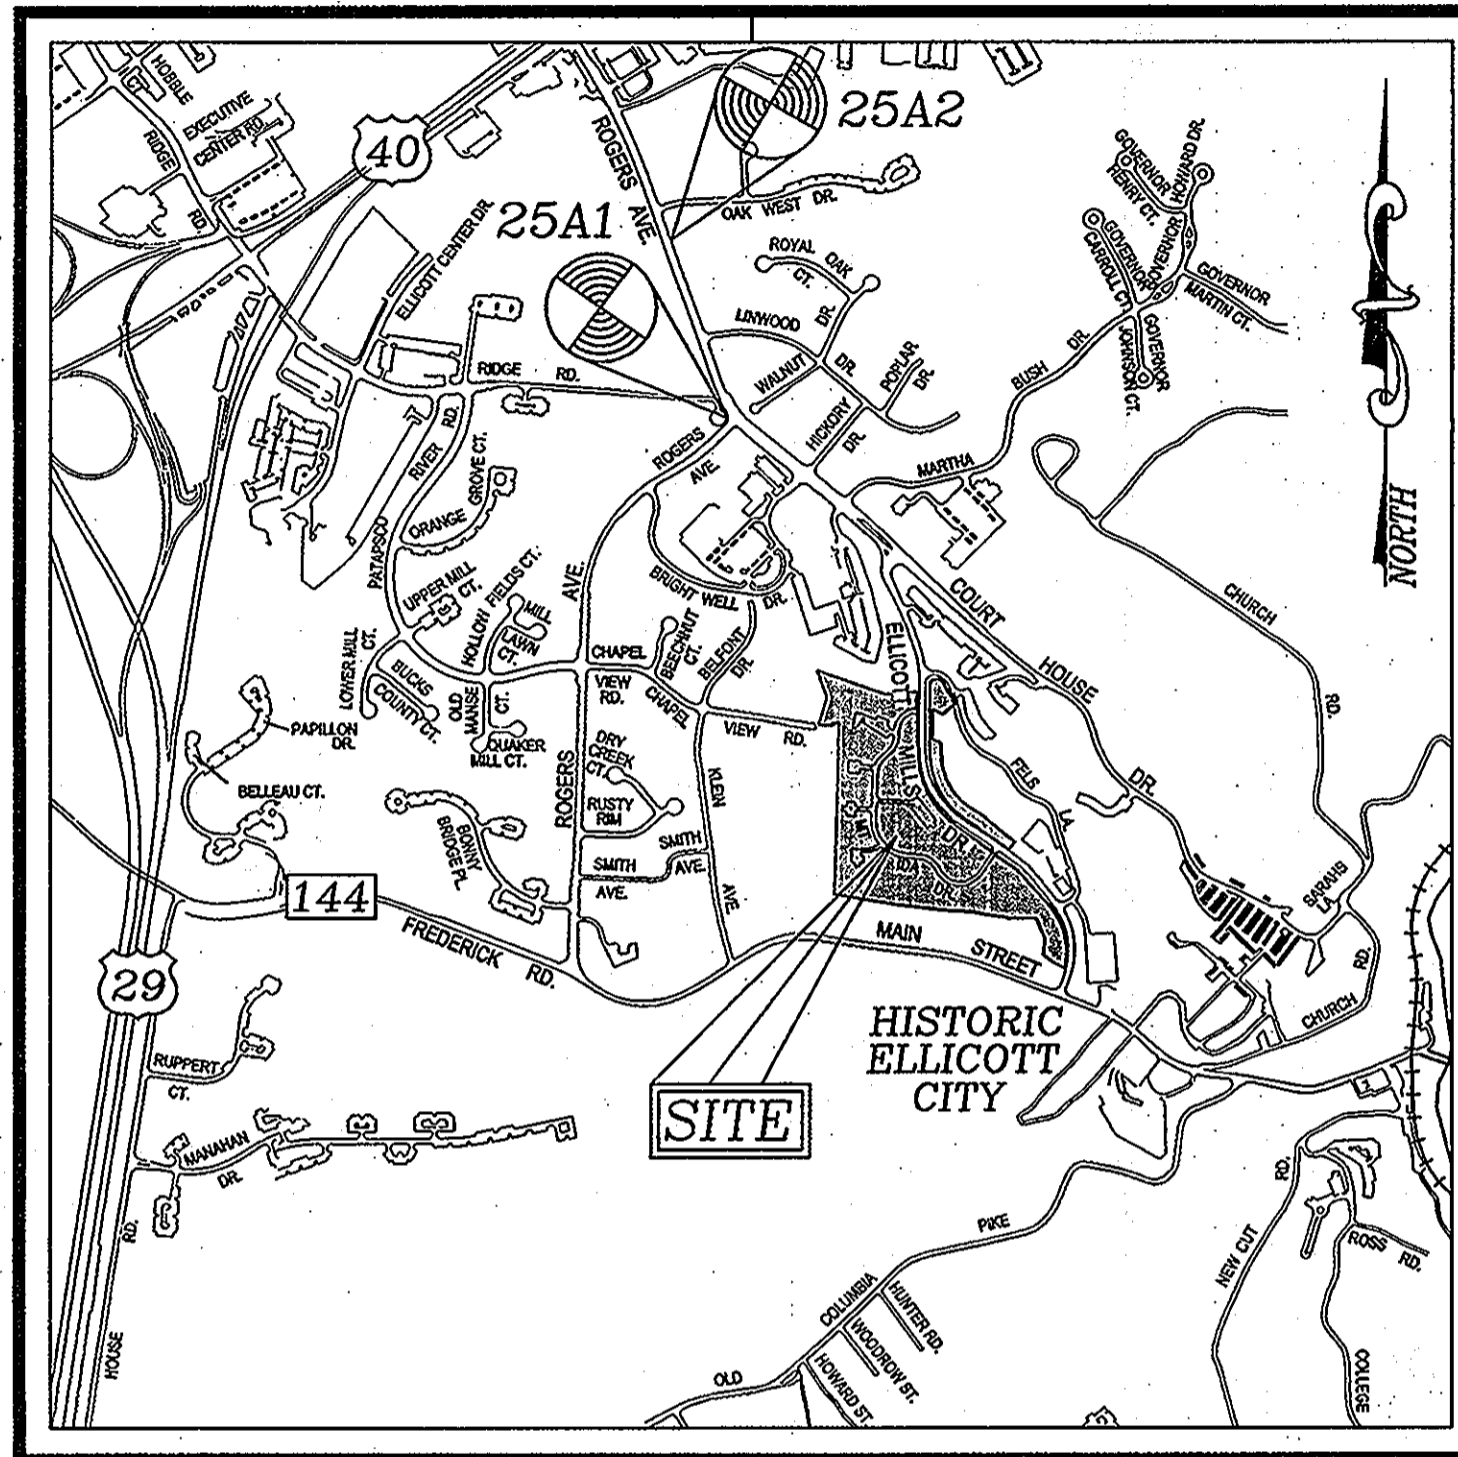 HOBBLE
CT.
EXECUTIVE
CENTER RD.
RIDGE
RD.
40
25A2
ROGERS
AVE.
OAK WEST DR.
25A1
ELLICOTT CENTER DR.
ROYAL OAK
CT.
DR.
LINWOOD
DR.
WALNUT
POPLAR
DR.
HICKORY
DR.
GOVERNOR
HENRY CT.
GOVERNOR
HOWARD DR.
GOVERNOR
CARROLL CT.
GOVERNOR
MARTIN CT.
GOVERNOR
JOHNSON CT.
MARTHA
BUSH
DR.
NORTH
RIDGE
RD.
RIVER
RD.
PATAPSCO
ORANGE
GROVE CT.
ROGERS
AVE.
AVE.
BRIGHT WELL
DR.
UPPER MILL
CT.
HOLLOW
FIELDS CT.
MILL
LAWN
CT.
LOWER MILL
CT.
BUCKS
COUNTY CT.
OLD
MANSE
CT.
QUAKER
MILL CT.
CHAPEL
VIEW
RD.
BEECHNUT
CT.
BELFONT
DR.
CHAPEL
VIEW
RD.
ELLICOTT
MILLS
DR.
COURT
HOUSE
DR.
CHURCH
RD.
FELS
LA.
IDA
DR.
PAPILLON
DR.
BELLEAU CT.
DRY
CREEK
CT.
ROGERS
RUSTY
RIM
KLEIN
AVE.
SMITH
AVE.
SMITH
AVE.
BONNY
BRIDGE PL.
144
FREDERICK
RD.
MAIN
STREET
SARAHS
LA.
CHURCH
RD.
29
HISTORIC
ELLICOTT
CITY
RUPPERT
CT.
MANAHAN
DR.
SITE
RD.
HOUSE
PIKE
COLUMBIA
OLD
HUNTER RD.
WOODROW ST.
HOWARD ST.
RD.
NEW CUT
ROSS
RD.
COLLEGE